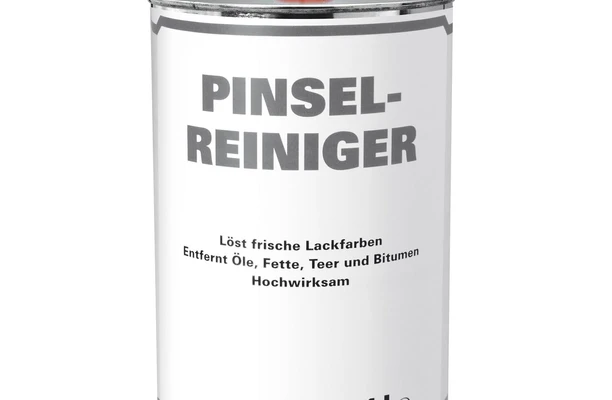 PINSEL-
REINIGER
Löst frische Lackfarben
Entfernt Öle, Fette, Teer und Bitumen
Hochwirksam